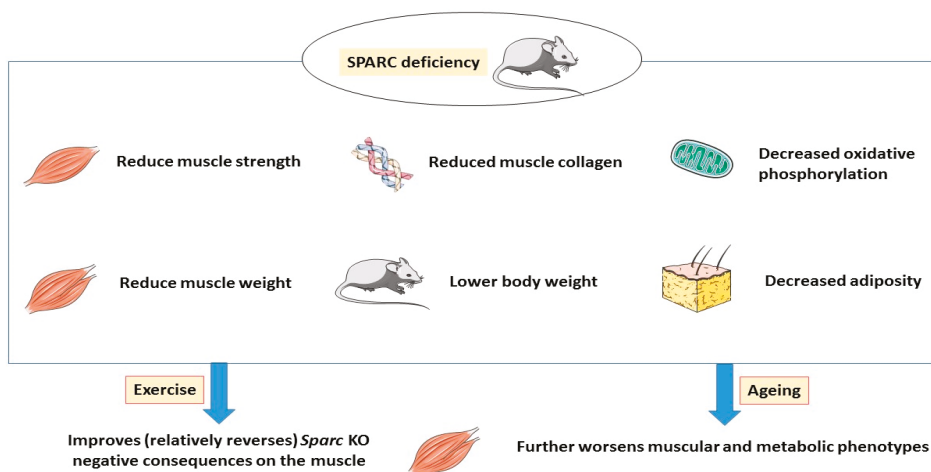 SPARC deficiency
Reduce muscle strength
Reduced muscle collagen
Decreased oxidative
phosphorylation
Reduce muscle weight
Lower body weight
Decreased adiposity
Exercise
Ageing
Improves (relatively reverses) Sparc KO
negative consequences on the muscle
Further worsens muscular and metabolic phenotypes